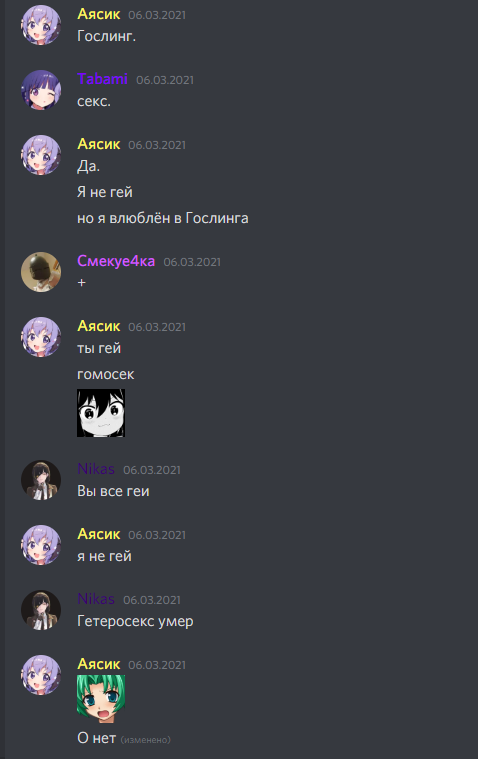 Аясик 06.03.2021
Гослинг.
Tabami 06.03.2021
секс.
Аясик 06.03.2021
Да.
Я не гей
но я влюблён в Гослинга
Смекуе4ка 06.03.2021
+
Аясик 06.03.2021
ты гей
гомосек
Nikas 06.03.2021
Вы все геи
Аясик 06.03.2021
я не гей
Nikas 06.03.2021
Гетеросекс умер
Аясик 06.03.2021
О нет (изменено)